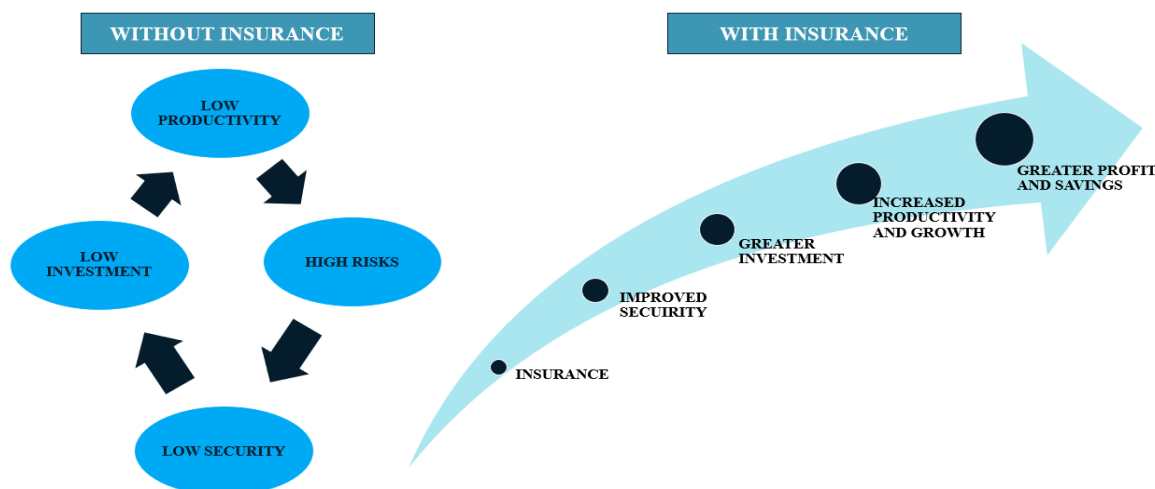 WITHOUT INSURANCE
LOW
PRODUCTIVITY
HIGH RISKS
LOW SECURITY
LOW
INVESTMENT
WITH INSURANCE
INSURANCE
IMPROVED
SECUIRITY
GREATER
INVESTMENT
INCREASED
PRODUCTIVITY
AND GROWTH
GREATER PROFIT
AND SAVINGS